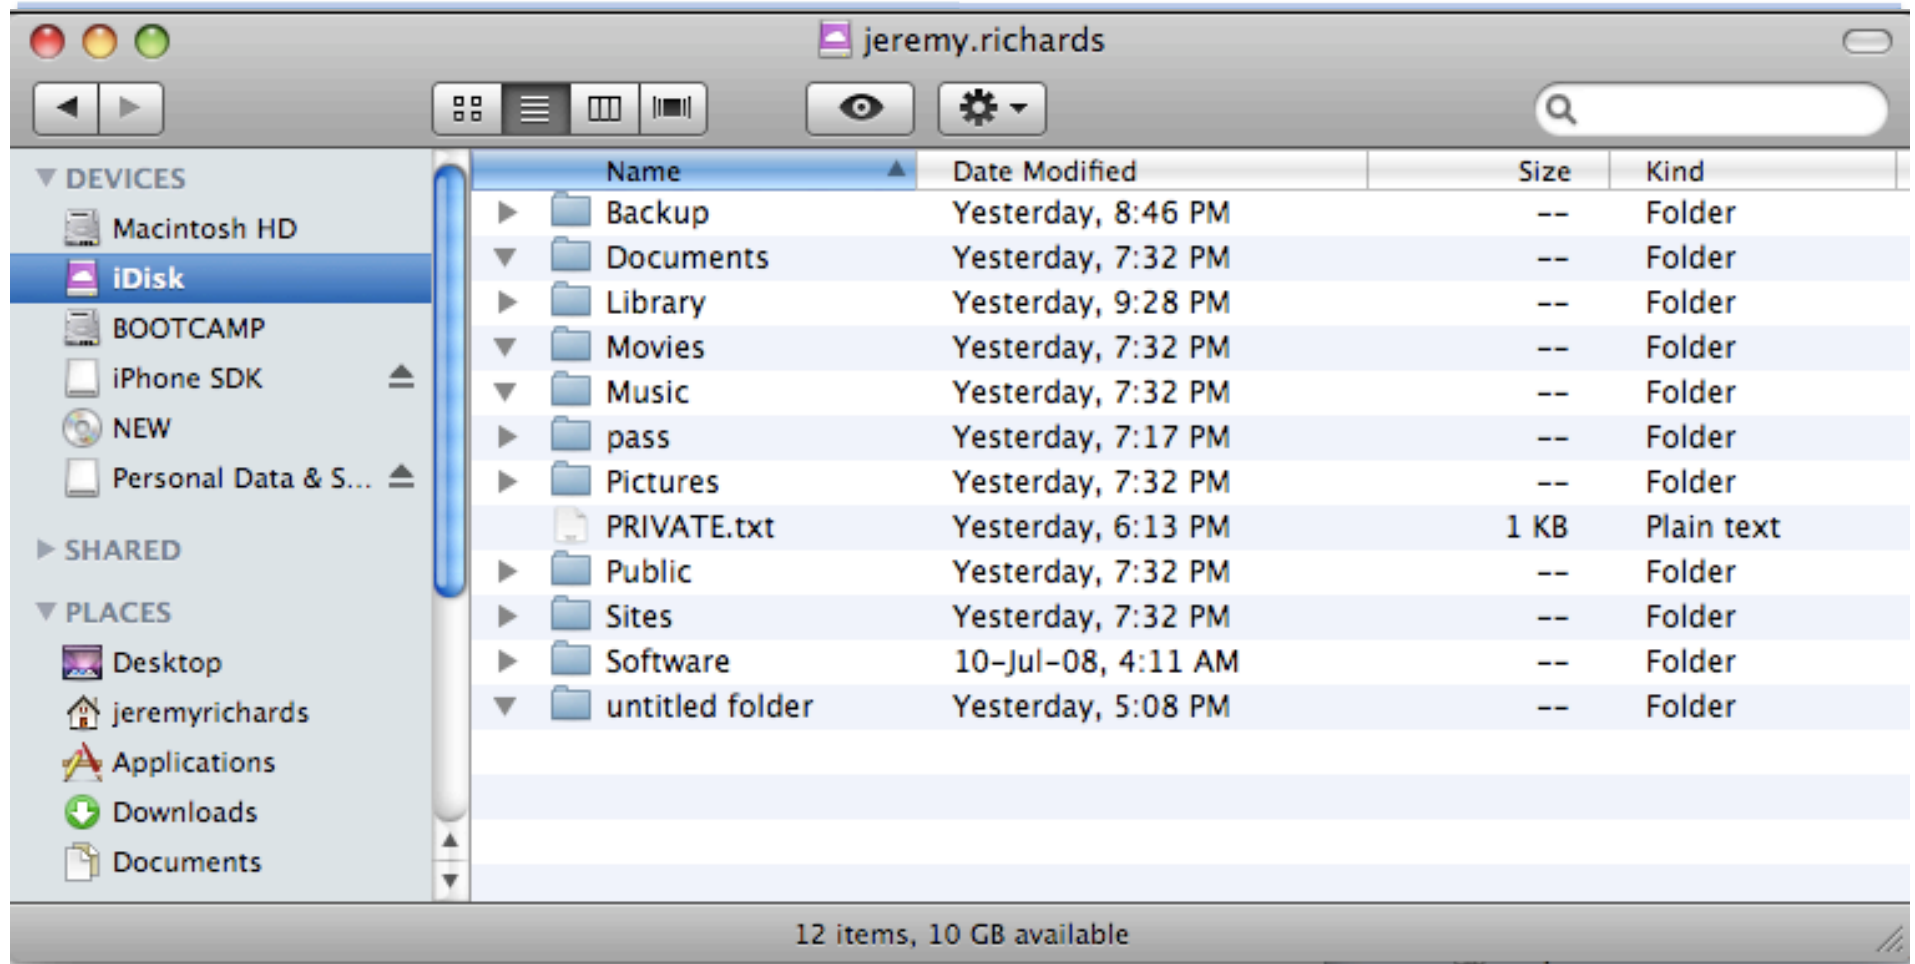 jeremy.richards
DEVICES
Macintosh HD
iDisk
BOOTCAMP
iPhone SDK
NEW
Personal Data & S...
SHARED
PLACES
Desktop
jeremyrichards
Applications
Downloads
Documents
Name Date Modified Size Kind
Backup Yesterday, 8:46 PM -- Folder
Documents Yesterday, 7:32 PM -- Folder
Library Yesterday, 9:28 PM -- Folder
Movies Yesterday, 7:32 PM -- Folder
Music Yesterday, 7:32 PM -- Folder
pass Yesterday, 7:17 PM -- Folder
Pictures Yesterday, 7:32 PM -- Folder
PRIVATE.txt Yesterday, 6:13 PM 1 KB Plain text
Public Yesterday, 7:32 PM -- Folder
Sites Yesterday, 7:32 PM -- Folder
Software 10-Jul-08, 4:11 AM -- Folder
untitled folder Yesterday, 5:08 PM -- Folder
12 items, 10 GB available